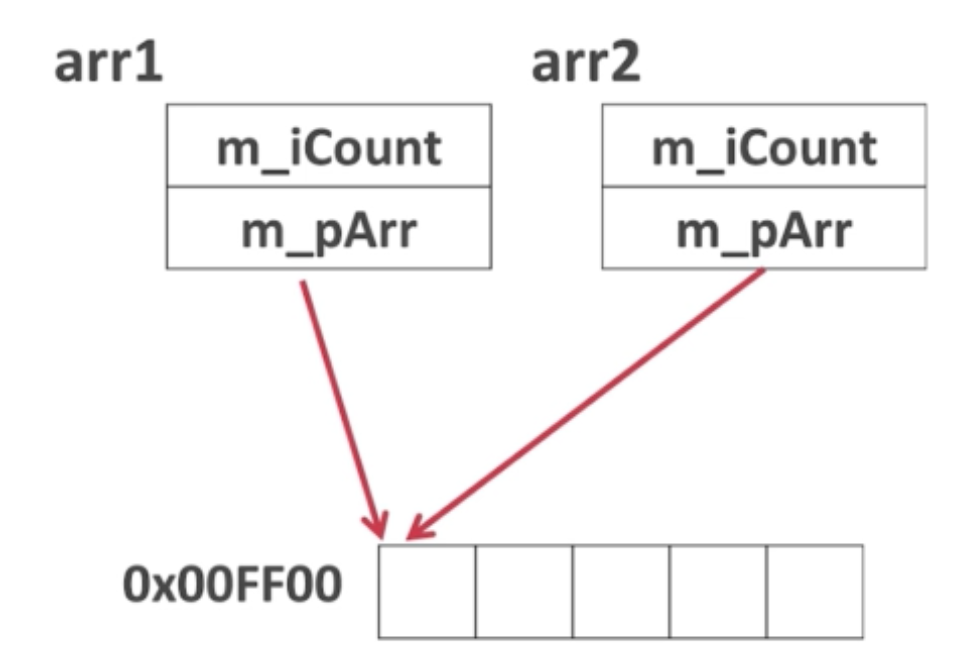 arr1 arr2
m_iCount m_iCount
m_pArr m_pArr
0x00FF00